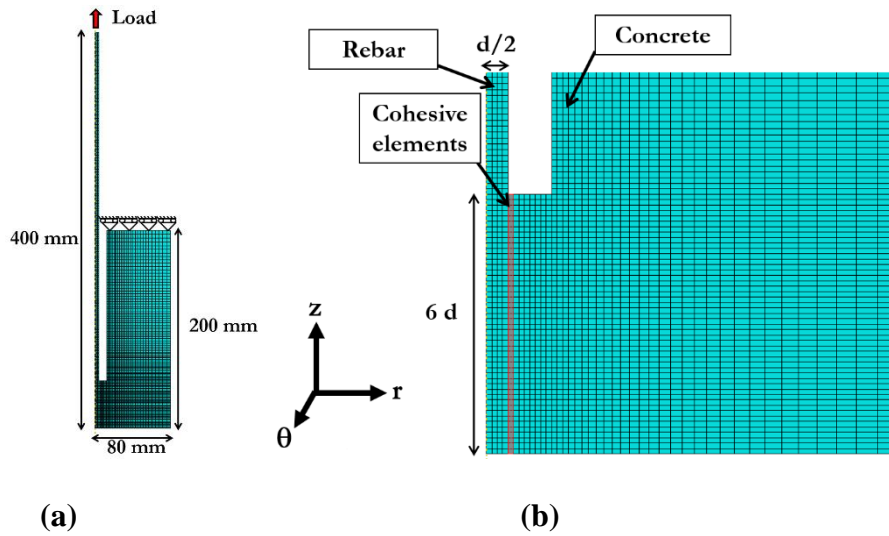 Load
400 mm
200 mm
80 mm
(a)
z
r
θ
d/2
Rebar
Concrete
Cohesive
elements
6 d
(b)